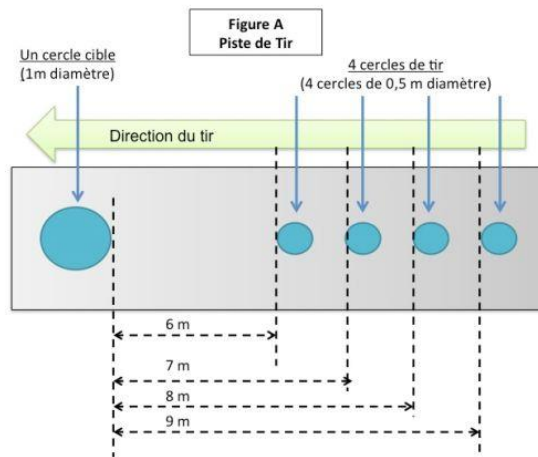 Figure A
Piste de Tir
Un cercle cible
(1m diamètre)
4 cercles de tir
(4 cercles de 0,5 m diamètre)
Direction du tir
6 m
7 m
8 m
9 m